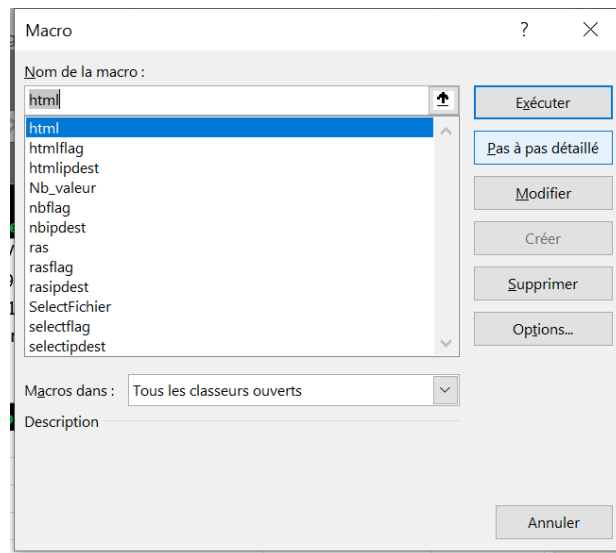 Macro
?
Nom de la macro :
html
Exécuter
html
htmlflag
htmlipdest
Nb_valeur
nbflag
nbipdest
ras
rasflag
rasipdest
SelectFichier
selectflag
selectipdest
Pas à pas détaillé
Modifier
Créer
Supprimer
Options...
Macros dans :
Tous les classeurs ouverts
Description
Annuler